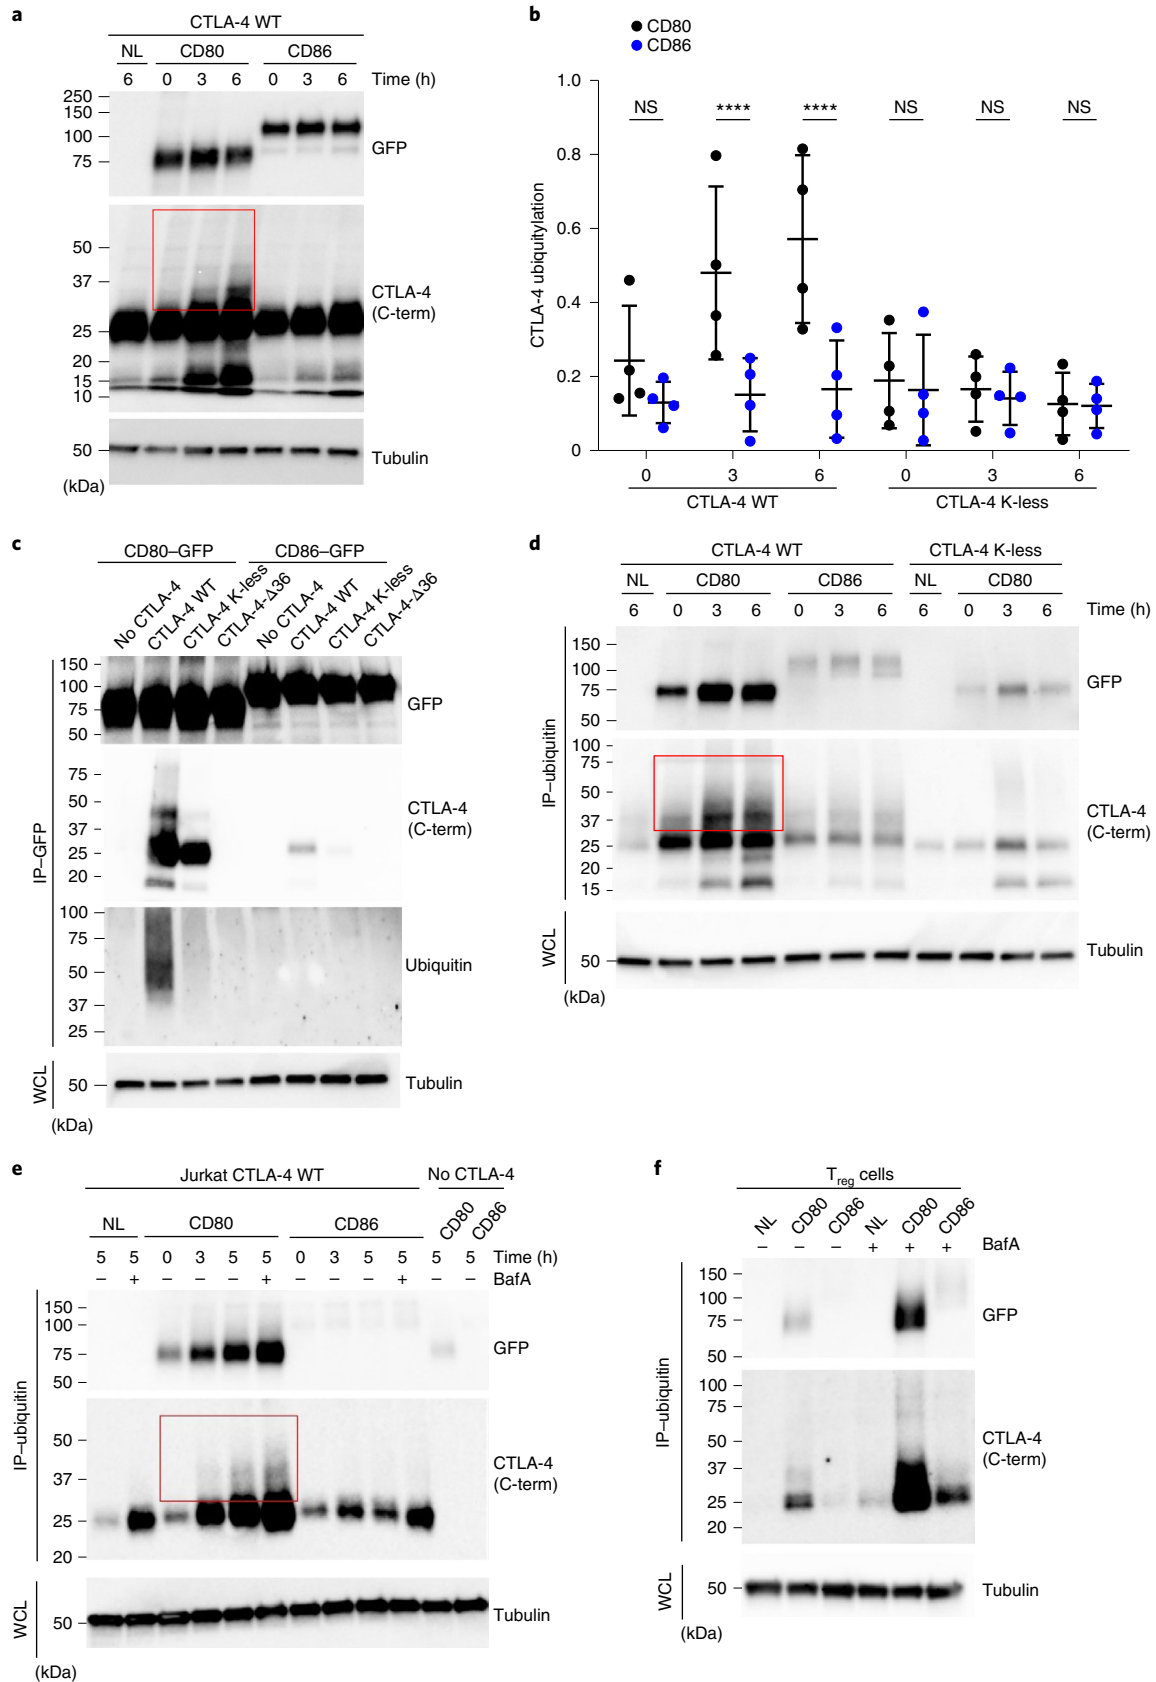 a
CTLA-4 WT
NL CD80 CD86
6 0 3 6 0 3 6 Time (h)
250
150
100
75
GFP
50
37
25
20
15
10
CTLA-4
(C-term)
50
Tubulin
(kDa)
b
CD80
CD86
NS **** **** NS NS NS
1.0
0.8
0.6
0.4
0.2
0
CTLA-4 ubiquitylation
0 3 6 0 3 6
CTLA-4 WT CTLA-4 K-less
c
CD80–GFP CD86–GFP
No CTLA-4 CTLA-4 WT CTLA-4 K-less CTLA-4-Δ36 No CTLA-4 CTLA-4 WT CTLA-4 K-less CTLA-4-Δ36
150
100
75
50
GFP
75
50
37
25
20
CTLA-4
(C-term)
IP–GFP
100
75
50
37
25
Ubiquitin
WCL
50
Tubulin
(kDa)
d
CTLA-4 WT CTLA-4 K-less
NL CD80 CD86 NL CD80
6 0 3 6 0 3 6 6 0 3 6 Time (h)
150
100
75
50
GFP
IP–ubiquitin
100
75
50
37
25
20
15
CTLA-4
(C-term)
WCL
50
Tubulin
(kDa)
e
Jurkat CTLA-4 WT No CTLA-4
NL CD80 CD86 CD80 CD86
5 5 0 3 5 5 0 3 5 5 5 5 Time (h)
– + – – – + – – – + – – BafA
150
100
75
50
GFP
IP–ubiquitin
50
37
25
20
CTLA-4
(C-term)
WCL
50
Tubulin
(kDa)
f
Treg cells
NL CD80 CD86 NL CD80 CD86
– – – + + + BafA
150
100
75
50
GFP
IP–ubiquitin
100
75
50
37
25
20
CTLA-4
(C-term)
WCL
50
Tubulin
(kDa)